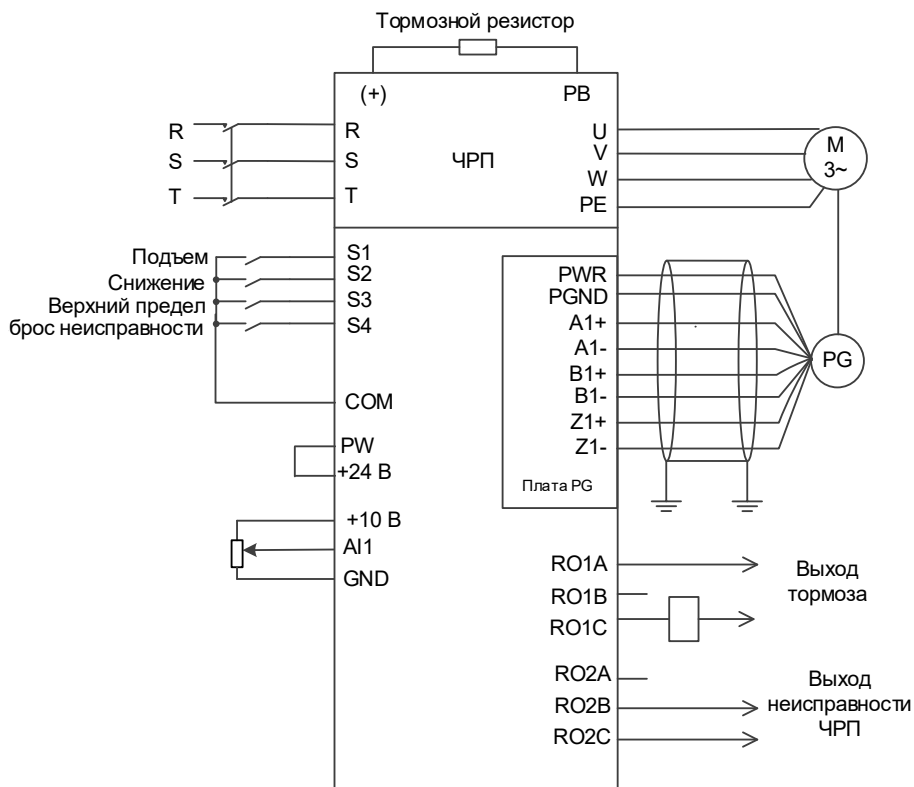 Тормозной резистор
(+)
PB
R
R
S
S
T
T
ЧРП
U
V
W
PE
M
3~
Подъем
S1
Снижение
S2
Верхний предел
S3
брос неисправности
S4
COM
PW
+24 В
+10 В
AI1
GND
PWR
PGND
A1+
A1-
B1+
B1-
Z1+
Z1-
Плата PG
PG
RO1A
RO1B
RO1C
Выход
тормоза
RO2A
RO2B
RO2C
Выход
неисправности
ЧРП